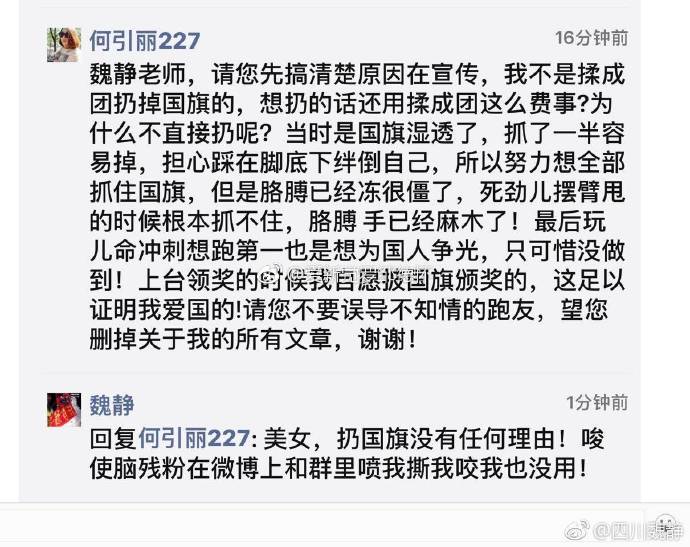 何引丽227
16分钟前
魏静老师，请您先搞清楚原因在宣传，我不是揉成
团扔掉国旗的，想扔的话还用揉成团这么费事?为
什么不直接扔呢？当时是国旗湿透了，抓了一半容
易掉，担心踩在脚底下绊倒自己，所以努力想全部
抓住国旗，但是胳膊已经冻很僵了，死劲儿摆臂甩
的时候根本抓不住，胳膊 手已经麻木了！最后玩
儿命冲刺想跑第一也是想为国人争光，只可惜没做
到！上台领奖的时候我自愿披国旗颁奖的，这足以
证明我爱国的!请您不要误导不知情的跑友，望您
删掉关于我的所有文章，谢谢！
魏静
1分钟前
回复何引丽227: 美女，扔国旗没有任何理由！唆
使脑残粉在微博上和群里喷我撕我咬我也没用！
@四川魏静